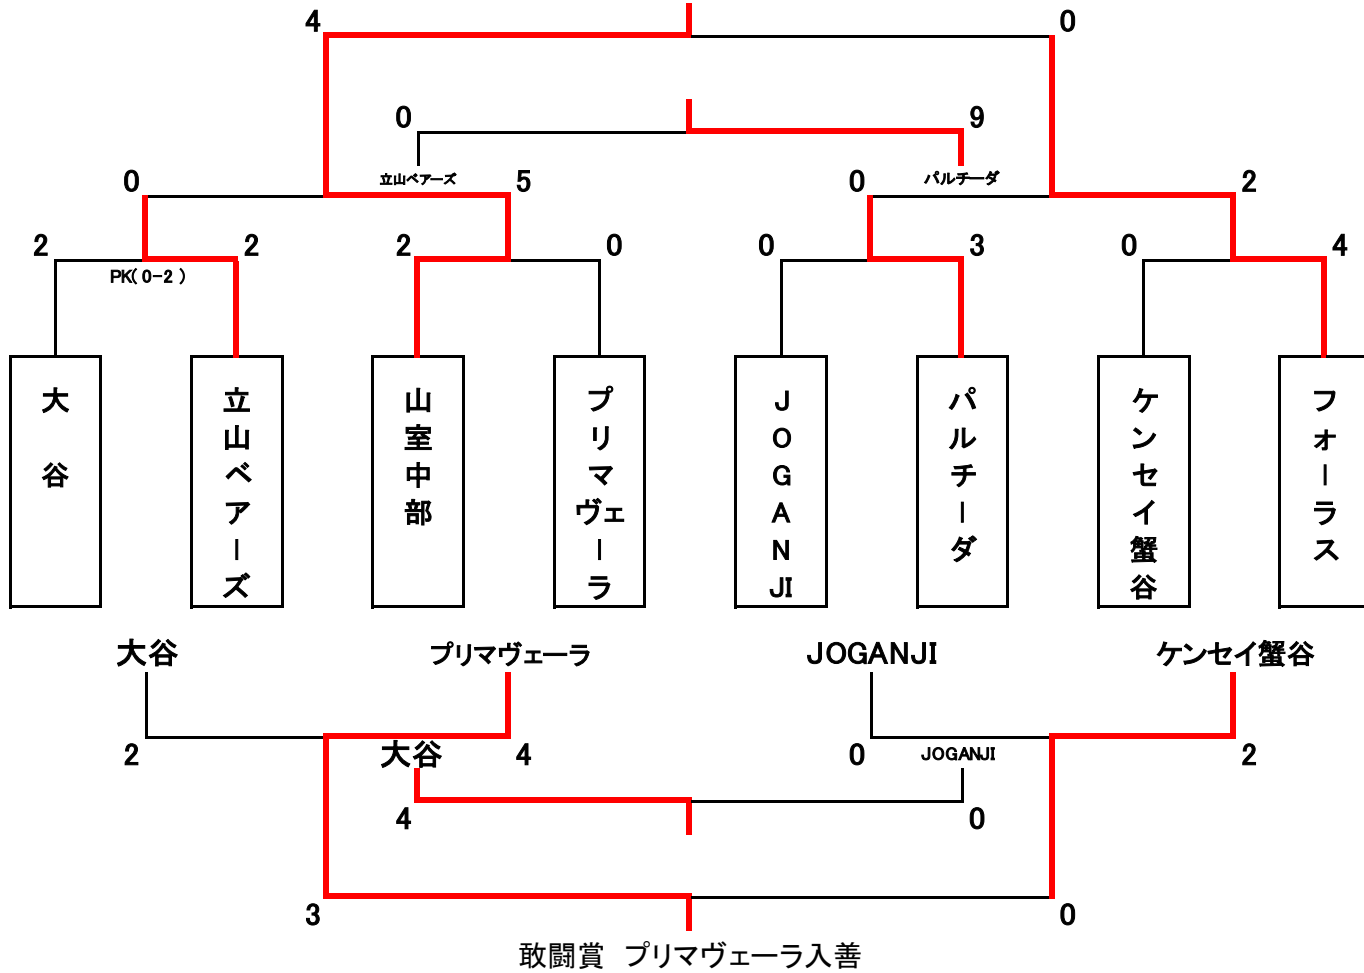 4 0
0 9
立山ベアーズ パルチーダ
0 5 0 2
2 2 2 0 0 3 0 4
PK(0-2)
大谷
立山ベアーズ
山室中部
プリマヴェーラ
JOGANJI
パルチーダ
ケンセイ蟹谷
フォーラス
大谷 プリマヴェーラ JOGANJI ケンセイ蟹谷
2 4 0 2
大谷 JOGANJI
4 0
3 0
敢闘賞 プリマヴェーラ入善